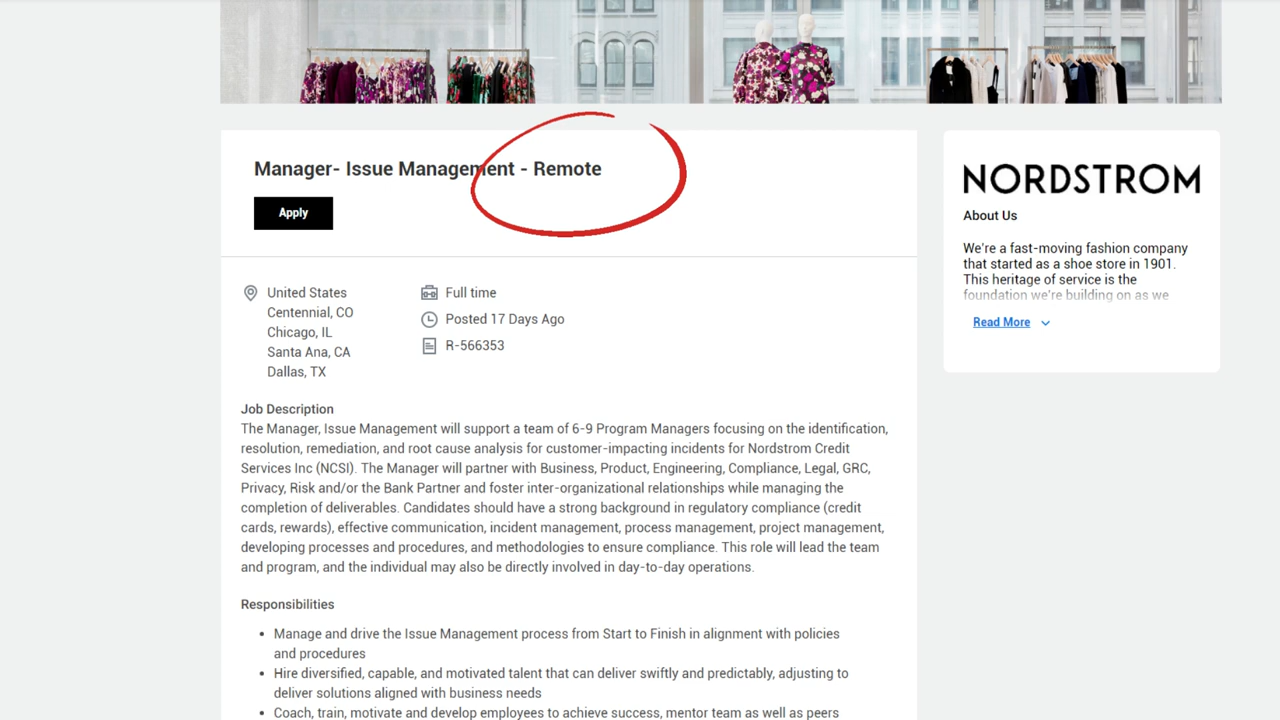 Manager- Issue Management - Remote
Apply
United States
Centennial, CO
Chicago, IL
Santa Ana, CA
Dallas, TX
Full time
Posted 17 Days Ago
R-566353
Job Description
The Manager, Issue Management will support a team of 6-9 Program Managers focusing on the identification,
resolution, remediation, and root cause analysis for customer-impacting incidents for Nordstrom Credit
Services Inc (NCSI). The Manager will partner with Business, Product, Engineering, Compliance, Legal, GRC,
Privacy, Risk and/or the Bank Partner and foster inter-organizational relationships while managing the
completion of deliverables. Candidates should have a strong background in regulatory compliance (credit
cards, rewards), effective communication, incident management, process management, project management,
developing processes and procedures, and methodologies to ensure compliance. This role will lead the team
and program, and the individual may also be directly involved in day-to-day operations.
Responsibilities
• Manage and drive the Issue Management process from Start to Finish in alignment with policies
and procedures
• Hire diversified, capable, and motivated talent that can deliver swiftly and predictably, adjusting to
deliver solutions aligned with business needs
• Coach, train, motivate and develop employees to achieve success, mentor team as well as peers
NORDSTROM
About Us
We're a fast-moving fashion company
that started as a shoe store in 1901.
This heritage of service is the
foundation we're building on as we
Read More